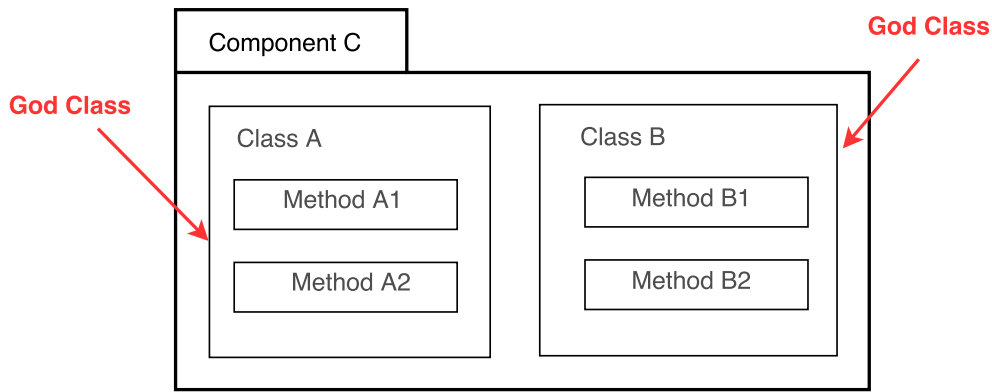 God Class
Component C
God Class
Class A
Class B
Method A1
Method B1
Method A2
Method B2